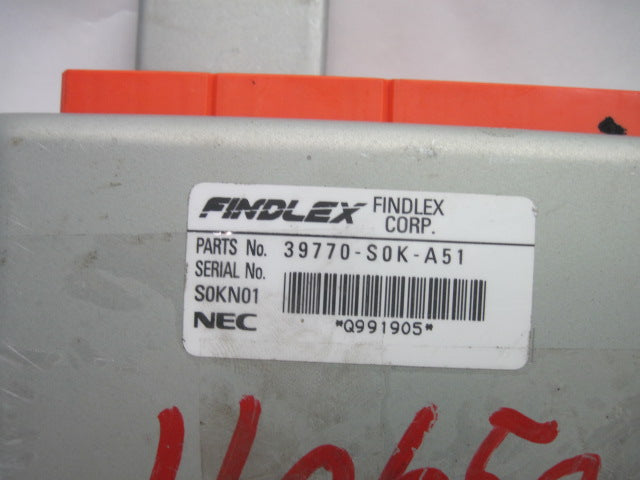 FINDLEX FINDLEX
CORP.
PARTS No. 39770-S0K-A51
SERIAL No.
S0KN01
NEC *Q991905*